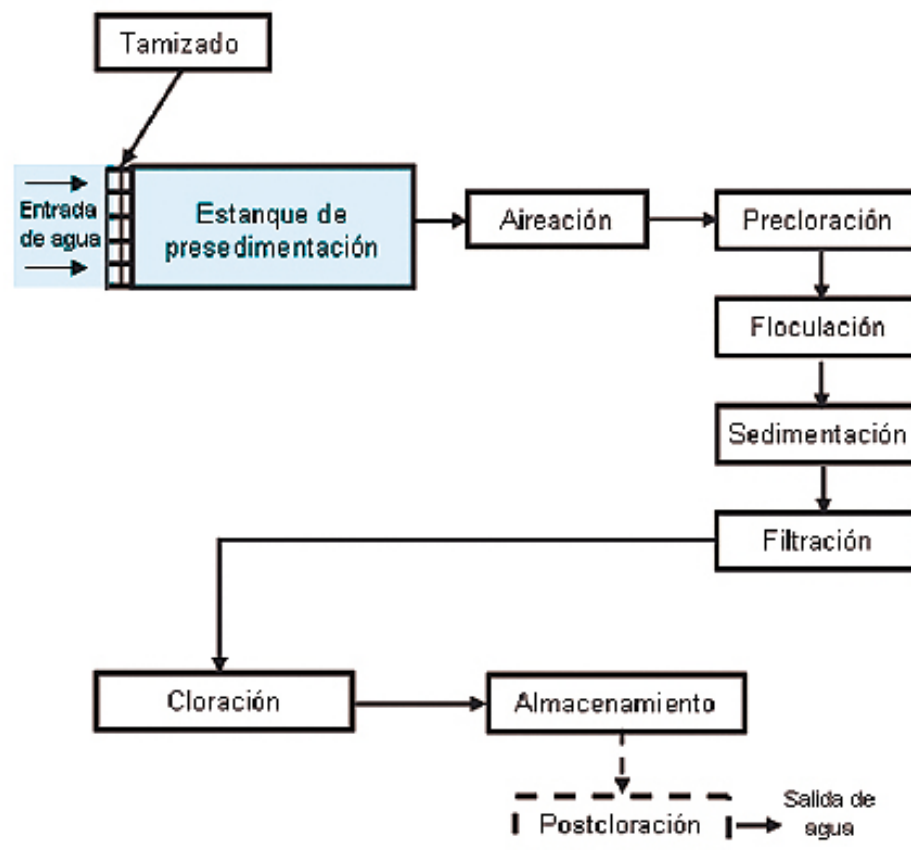 Tamizado
Entrada
de agua
Estanque de
presedimentación
Aireación
Precloración
Floculación
Sedimentación
Filtración
Cloración
Almacenamiento
Postcloración
Salida de
agua